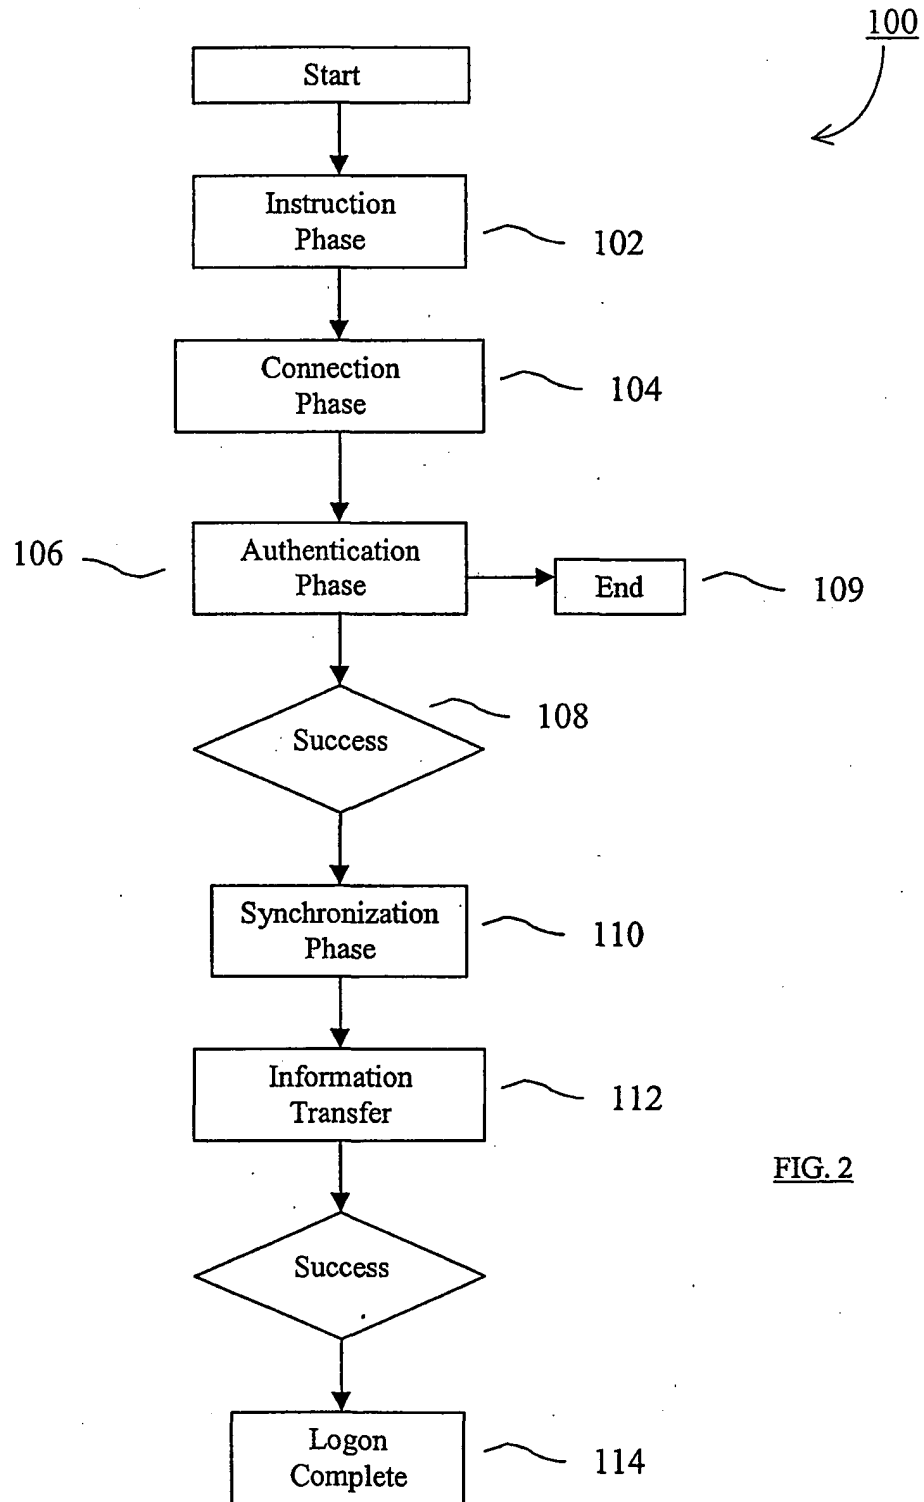 100
Start
Instruction
Phase
102
Connection
Phase
104
106
Authentication
Phase
End
109
Success
108
Synchronization
Phase
110
Information
Transfer
112
FIG. 2
Success
Logon
Complete
114